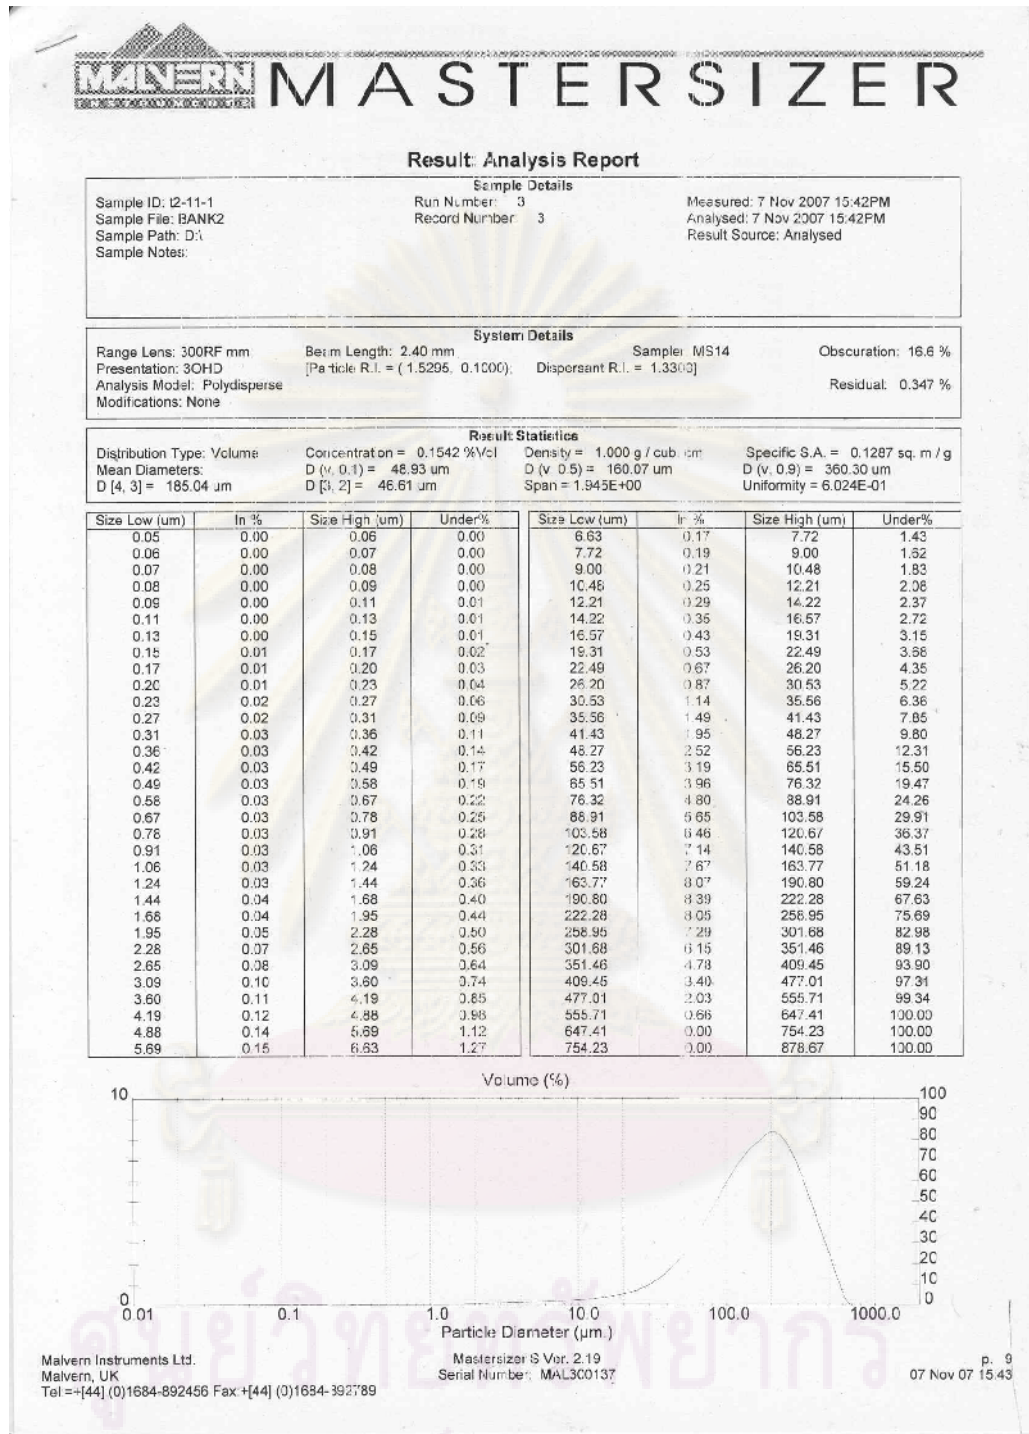 MALVERN
INSTRUMENTS
MASTERSIZER
Result: Analysis Report
Sample Details
Sample ID: t2-11-1 Run Number: 3 Measured: 7 Nov 2007 15:42PM
Sample File: BANK2 Record Number: 3 Analysed: 7 Nov 2007 15:42PM
Sample Path: D:\ Result Source: Analysed
Sample Notes:
System Details
Range Lens: 300RF mm Beam Length: 2.40 mm Sampler: MS14 Obscuration: 16.6 %
Presentation: 3OHD [Particle R.I. = ( 1.5295, 0.1000); Dispersant R.I. = 1.3300]
Analysis Model: Polydisperse Residual: 0.347 %
Modifications: None
Result Statistics
Distribution Type: Volume Concentration = 0.1542 %Vol Density = 1.000 g / cub. cm Specific S.A. = 0.1287 sq. m / g
Mean Diameters: D (v, 0.1) = 48.93 um D (v, 0.5) = 160.07 um D (v, 0.9) = 360.30 um
D [4, 3] = 185.04 um D [3, 2] = 46.61 um Span = 1.945E+00 Uniformity = 6.024E-01
Size Low (um) In % Size High (um) Under% Size Low (um) In % Size High (um) Under%
0.05 0.00 0.06 0.00 6.63 0.17 7.72 1.43
0.06 0.00 0.07 0.00 7.72 0.19 9.00 1.62
0.07 0.00 0.08 0.00 9.00 0.21 10.48 1.83
0.08 0.00 0.09 0.00 10.48 0.25 12.21 2.08
0.09 0.00 0.11 0.01 12.21 0.29 14.22 2.37
0.11 0.00 0.13 0.01 14.22 0.36 16.57 2.72
0.13 0.00 0.15 0.01 16.57 0.43 19.31 3.15
0.15 0.01 0.17 0.02 19.31 0.53 22.49 3.68
0.17 0.01 0.20 0.03 22.49 0.67 26.20 4.35
0.20 0.01 0.23 0.04 26.20 0.87 30.53 5.22
0.23 0.02 0.27 0.06 30.53 1.14 35.56 6.36
0.27 0.02 0.31 0.09 35.56 1.49 41.43 7.85
0.31 0.03 0.36 0.11 41.43 1.95 48.27 9.80
0.36 0.03 0.42 0.14 48.27 2.52 56.23 12.31
0.42 0.03 0.49 0.17 56.23 3.19 65.51 15.50
0.49 0.03 0.58 0.19 65.51 3.96 76.32 19.47
0.58 0.03 0.67 0.22 76.32 4.80 88.91 24.26
0.67 0.03 0.78 0.25 88.91 5.65 103.58 29.91
0.78 0.03 0.91 0.28 103.58 6.46 120.67 36.37
0.91 0.03 1.06 0.31 120.67 7.14 140.58 43.51
1.06 0.03 1.24 0.33 140.58 7.67 163.77 51.18
1.24 0.03 1.44 0.36 163.77 8.07 190.80 59.24
1.44 0.04 1.68 0.40 190.80 8.39 222.28 67.63
1.68 0.04 1.95 0.44 222.28 8.05 258.95 75.69
1.95 0.05 2.28 0.50 258.95 7.29 301.68 82.98
2.28 0.07 2.65 0.56 301.68 6.15 351.46 89.13
2.65 0.08 3.09 0.64 351.46 4.78 409.45 93.90
3.09 0.10 3.60 0.74 409.45 3.40 477.01 97.31
3.60 0.11 4.19 0.85 477.01 2.03 555.71 99.34
4.19 0.12 4.88 0.98 555.71 0.66 647.41 100.00
4.88 0.14 5.69 1.12 647.41 0.00 754.23 100.00
5.69 0.15 6.63 1.27 754.23 0.00 878.67 100.00
Volume (%)
10 100
90
80
70
60
50
40
30
20
10
0 0
0.01 0.1 1.0 10.0 100.0 1000.0
Particle Diameter (µm.)
ศูนย์วิทยทรัพยากร
Malvern Instruments Ltd. Mastersizer S Ver. 2.19 p. 9
Malvern, UK Serial Number: MAL300137 07 Nov 07 15:43
Tel:=+[44] (0)1684-892456 Fax:+[44] (0)1684-892789